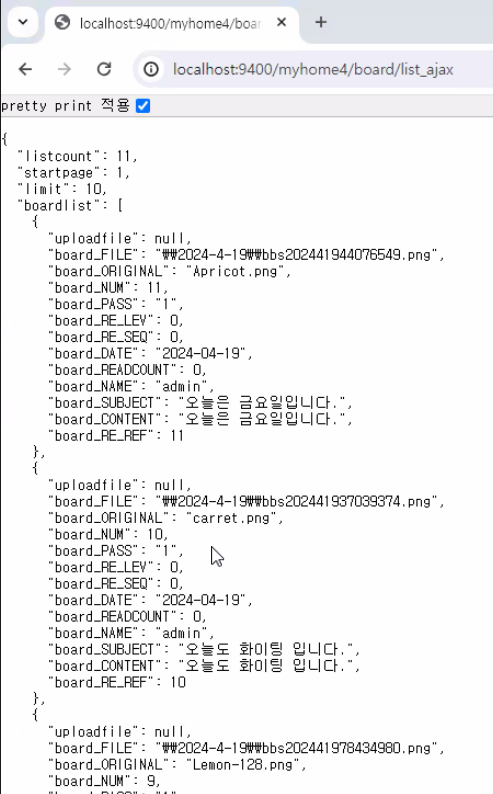 localhost:9400/myhome4/boar
localhost:9400/myhome4/board/list_ajax
pretty print 적용
{
"listcount": 11,
"startpage": 1,
"limit": 10,
"boardlist": [
{
"uploadfile": null,
"board_FILE": "₩₩2024-4-19₩₩bbs202441944076549.png",
"board_ORIGINAL": "Apricot.png",
"board_NUM": 11,
"board_PASS": "1",
"board_RE_LEV": 0,
"board_RE_SEQ": 0,
"board_DATE": "2024-04-19",
"board_READCOUNT": 0,
"board_NAME": "admin",
"board_SUBJECT": "오늘은 금요일입니다.",
"board_CONTENT": "오늘은 금요일입니다.",
"board_RE_REF": 11
},
{
"uploadfile": null,
"board_FILE": "₩₩2024-4-19₩₩bbs202441937039374.png",
"board_ORIGINAL": "carret.png",
"board_NUM": 10,
"board_PASS": "1",
"board_RE_LEV": 0,
"board_RE_SEQ": 0,
"board_DATE": "2024-04-19",
"board_READCOUNT": 0,
"board_NAME": "admin",
"board_SUBJECT": "오늘도 화이팅 입니다.",
"board_CONTENT": "오늘도 화이팅 입니다.",
"board_RE_REF": 10
},
{
"uploadfile": null,
"board_FILE": "₩₩2024-4-19₩₩bbs202441978434980.png",
"board_ORIGINAL": "Lemon-128.png",
"board_NUM": 9,